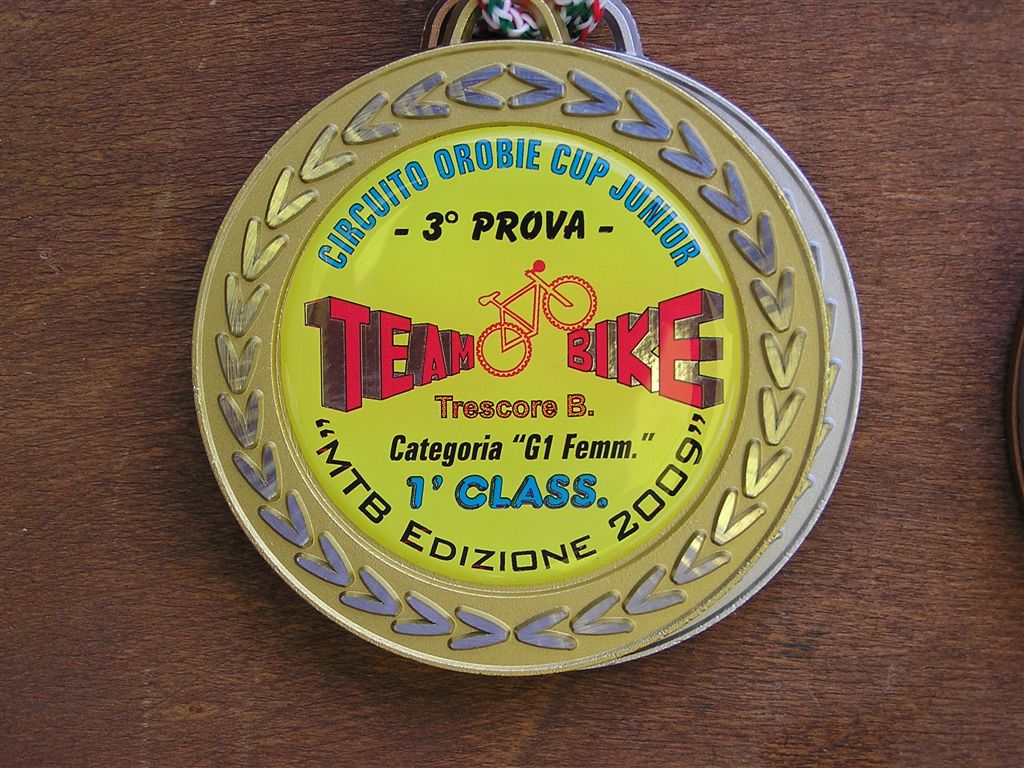 CIRCUITO OROBIE CUP JUNIOR
- 3° PROVA -
TEAM BIKE
Trescore B.
Categoria "G1 Femm."
1' CLASS.
"MTB EDIZIONE 2009"